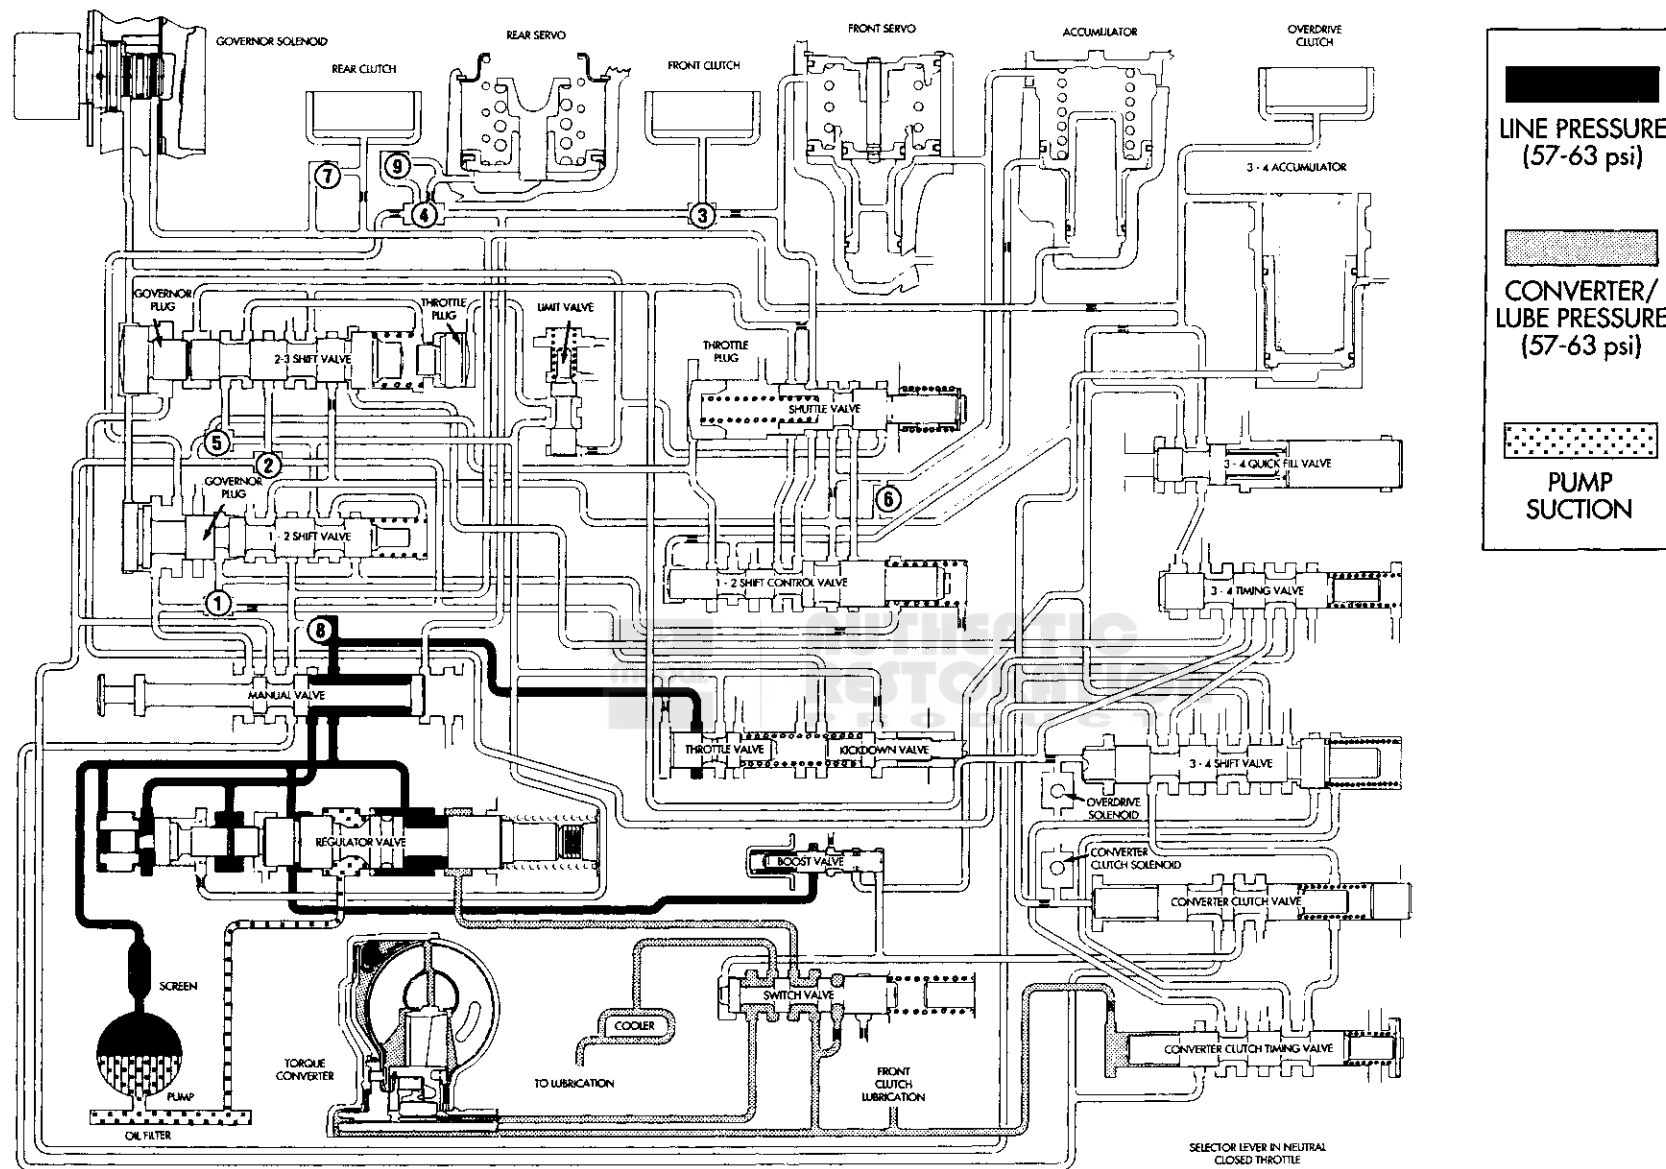 GOVERNOR SOLENOID
REAR CLUTCH
REAR SERVO
FRONT CLUTCH
FRONT SERVO
ACCUMULATOR
OVERDRIVE
CLUTCH
3 - 4 ACCUMULATOR
LINE PRESSURE
(57-63 psi)
CONVERTER/
LUBE PRESSURE
(57-63 psi)
PUMP
SUCTION
7
9
4
3
GOVERNOR
PLUG
THROTTLE
PLUG
LIMIT VALVE
THROTTLE
PLUG
2-3 SHIFT VALVE
SHUTTLE VALVE
5
2
3 - 4 QUICK FILL VALVE
6
GOVERNOR
PLUG
1 - 2 SHIFT VALVE
1 - 2 SHIFT CONTROL VALVE
3 - 4 TIMING VALVE
1
8
AUTHENTIC
RESTORATION
PRODUCT
MANUAL VALVE
THROTTLE VALVE
KICKDOWN VALVE
3 - 4 SHIFT VALVE
OVERDRIVE
SOLENOID
REGULATOR VALVE
BOOST VALVE
CONVERTER
CLUTCH SOLENOID
CONVERTER CLUTCH VALVE
SCREEN
SWITCH VALVE
COOLER
CONVERTER CLUTCH TIMING VALVE
TORQUE
CONVERTER
TO LUBRICATION
FRONT
CLUTCH
LUBRICATION
PUMP
OIL FILTER
SELECTOR LEVER IN NEUTRAL
CLOSED THROTTLE